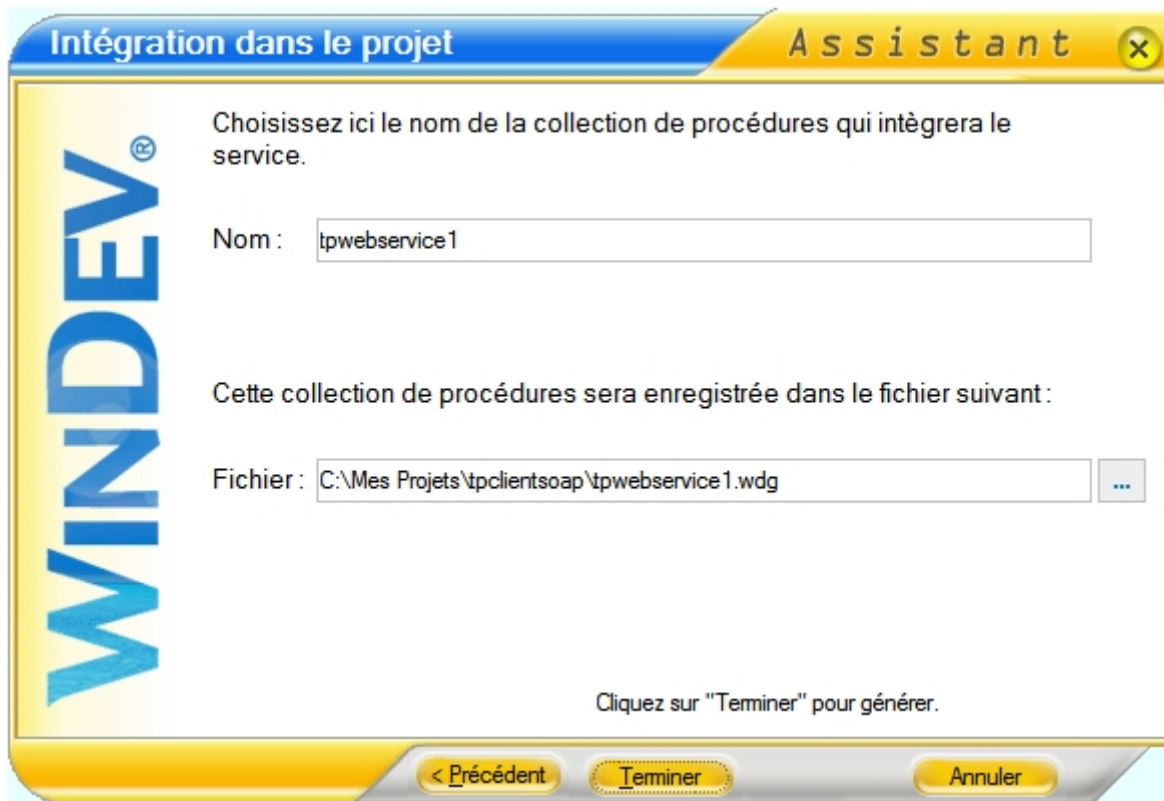 Intégration dans le projet
Assistant
WINDEV®
Choisissez ici le nom de la collection de procédures qui intègrera le
service.
Nom : tpwebservice1
Cette collection de procédures sera enregistrée dans le fichier suivant :
Fichier : C:\Mes Projets\tpclientsoap\tpwebservice1.wdg ...
Cliquez sur "Terminer" pour générer.
< Précédent Terminer Annuler